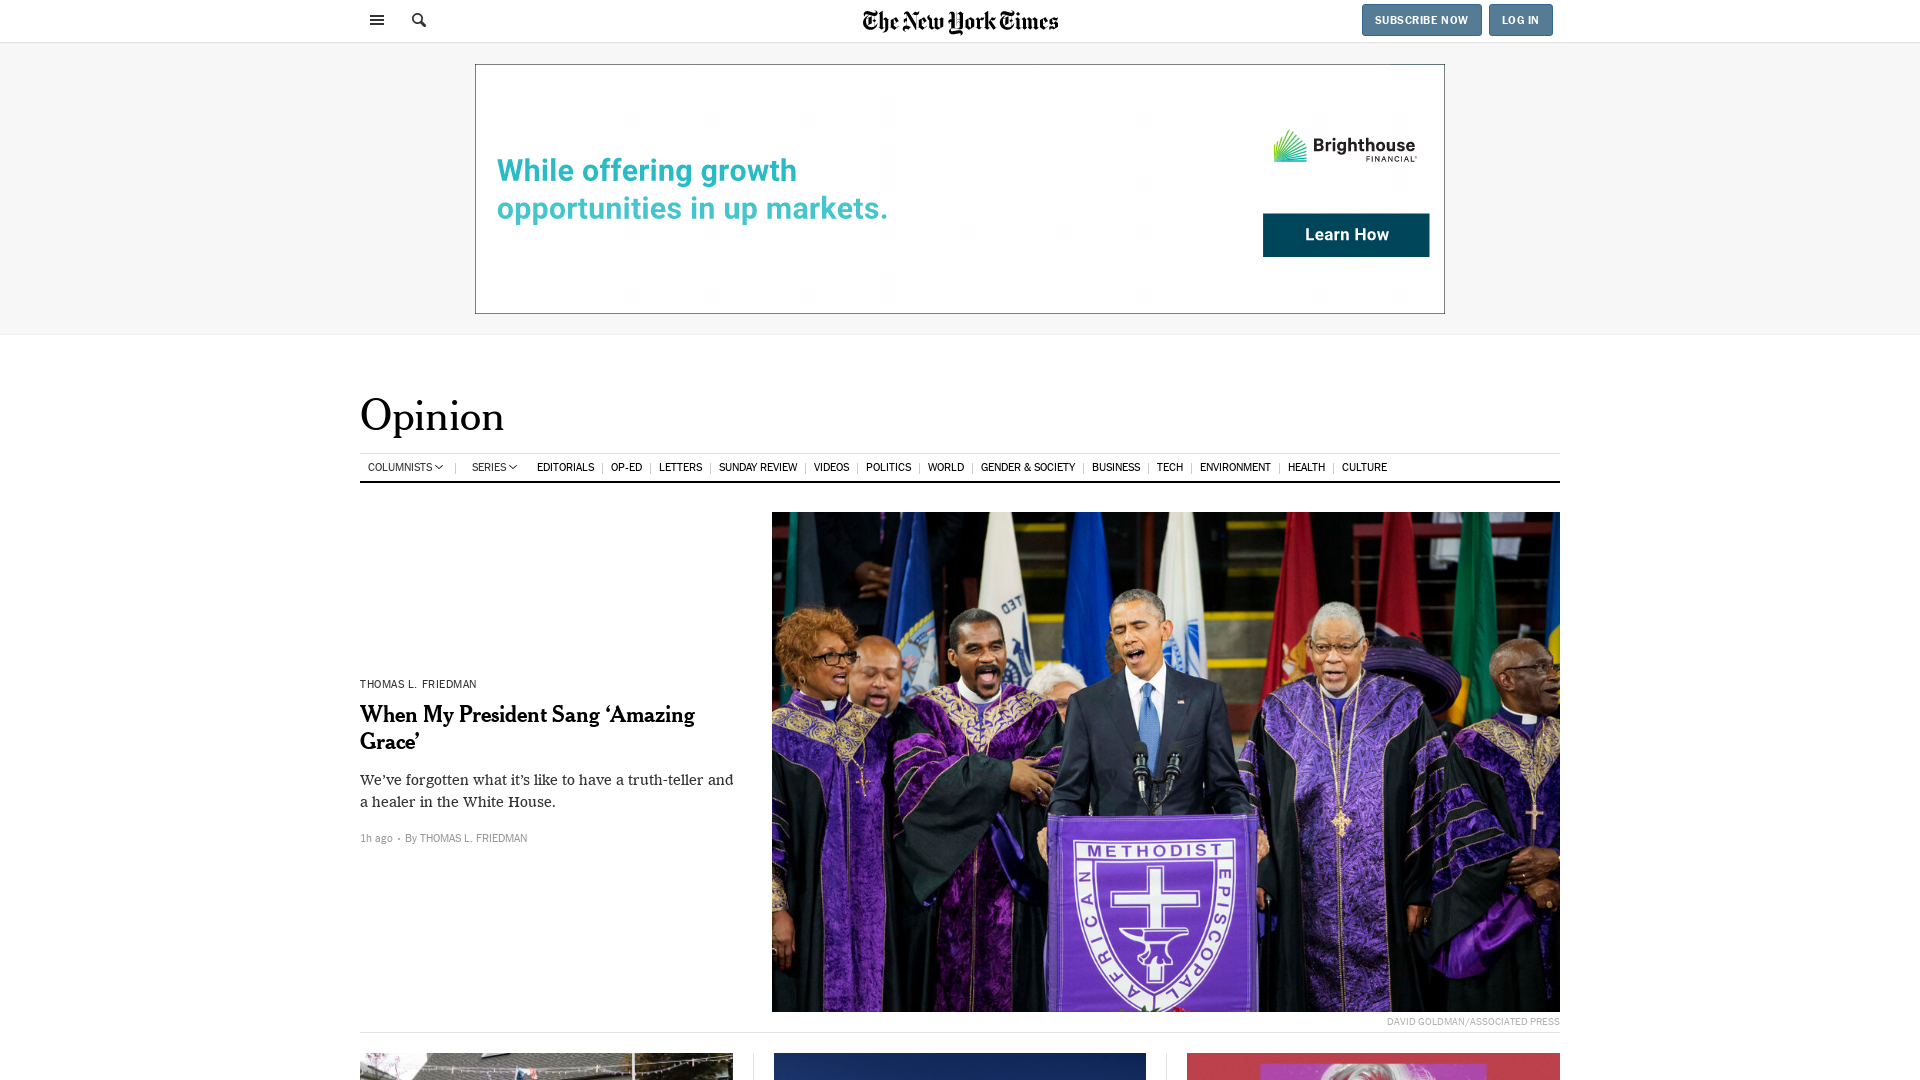 The New York Times
SUBSCRIBE NOW
LOG IN
While offering growth
opportunities in up markets.
Brighthouse
FINANCIAL
Learn How
Opinion
COLUMNISTS
SERIES
EDITORIALS
OP-ED
LETTERS
SUNDAY REVIEW
VIDEOS
POLITICS
WORLD
GENDER & SOCIETY
BUSINESS
TECH
ENVIRONMENT
HEALTH
CULTURE
THOMAS L. FRIEDMAN
When My President Sang ‘Amazing
Grace’
We’ve forgotten what it’s like to have a truth-teller and
a healer in the White House.
1h ago • By THOMAS L. FRIEDMAN
AFRICAN METHODIST EPISCOPAL
DAVID GOLDMAN/ASSOCIATED PRESS